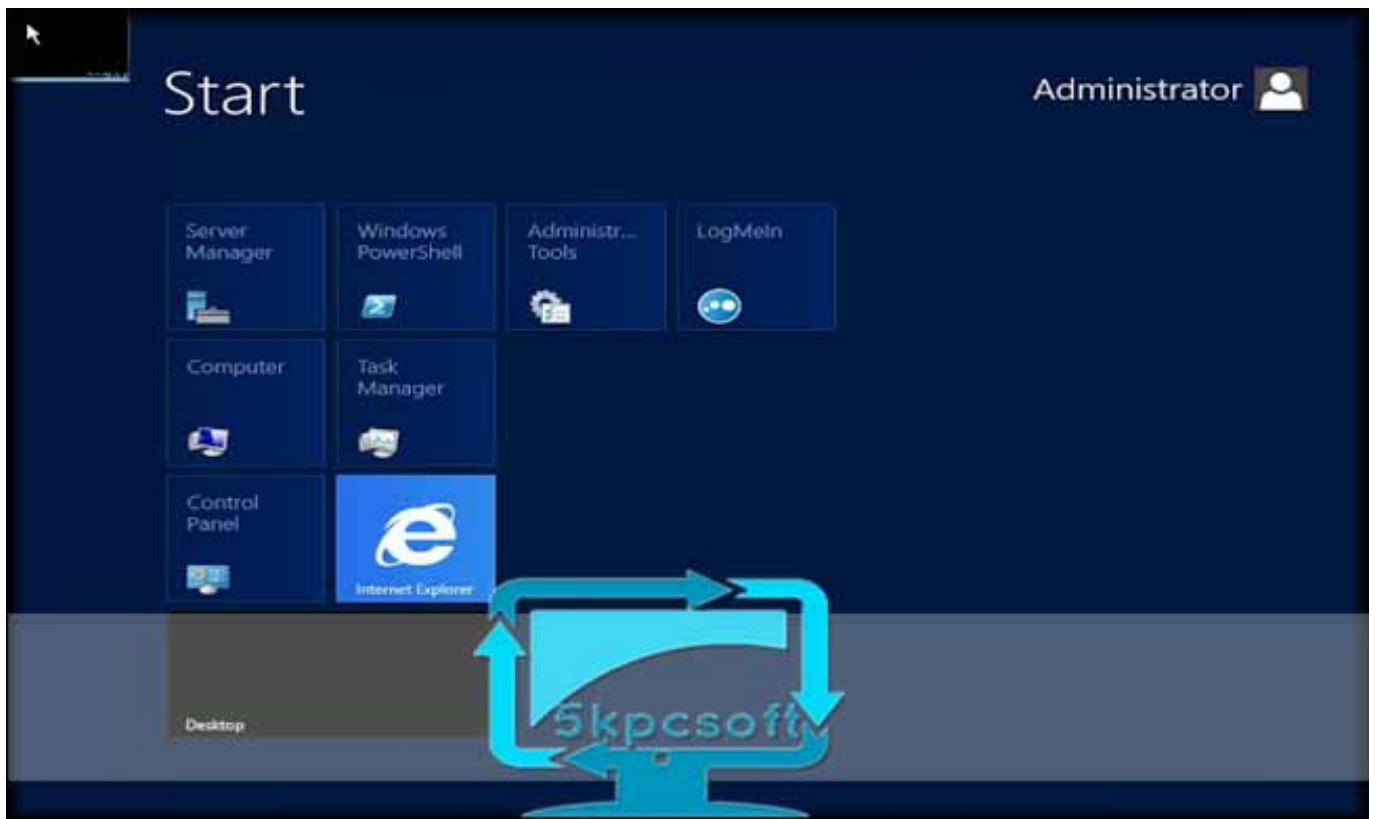 Start
Administrator
Server
Manager
Windows
PowerShell
Administr...
Tools
LogMeIn
Computer
Task
Manager
Control
Panel
Internet Explorer
Desktop
5kpcsoft